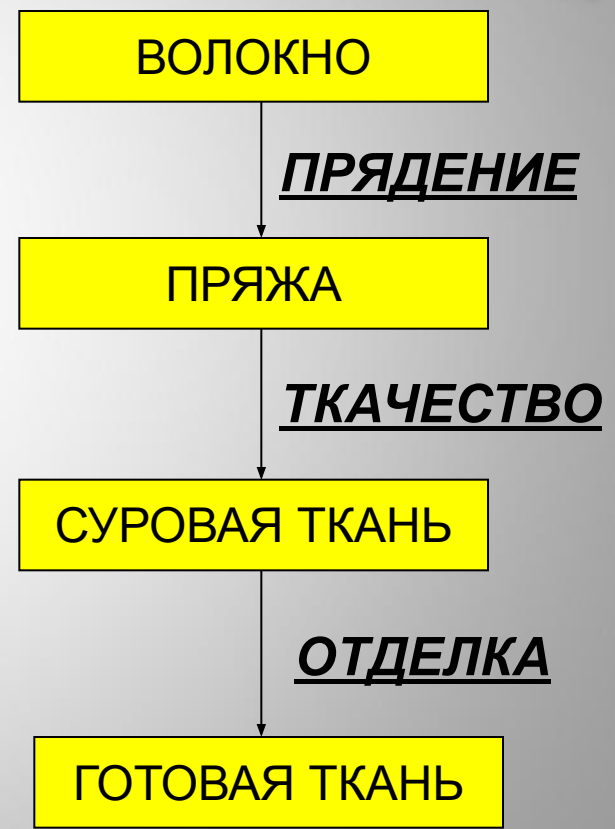 ВОЛОКНО
ПРЯДЕНИЕ
ПРЯЖА
ТКАЧЕСТВО
СУРОВАЯ ТКАНЬ
ОТДЕЛКА
ГОТОВАЯ ТКАНЬ